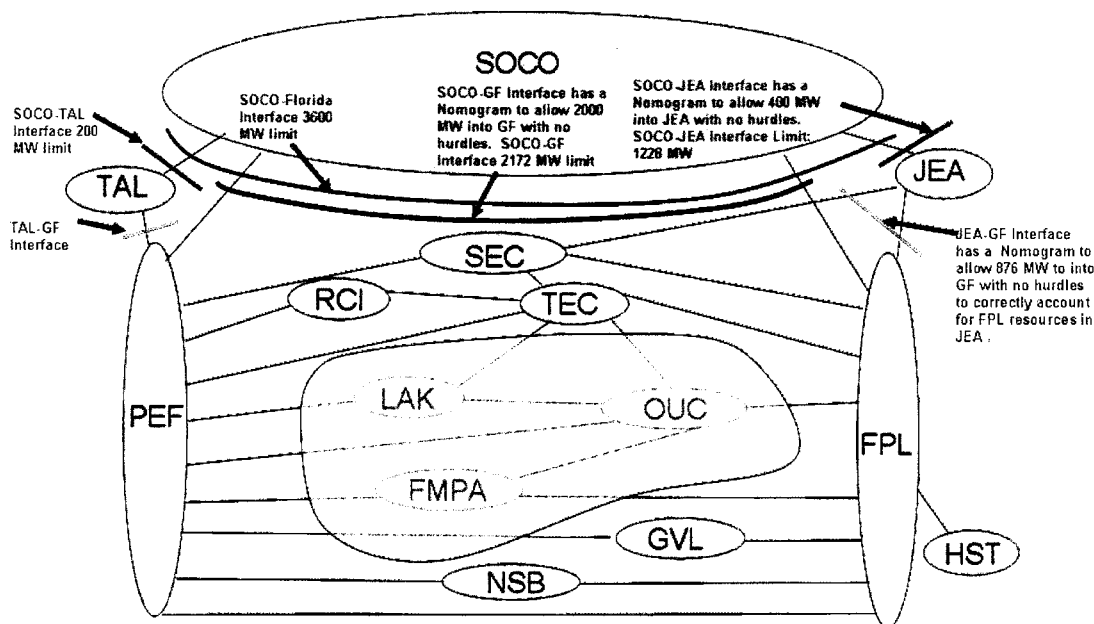 SOCO
SOCO-TAL
Interface 200
MW limit
SOCO-Florida
Interface 3600
MW limit
SOCO-GF Interface has a
Nomogram to allow 2000
MW into GF with no
hurdles. SOCO-GF
Interface 2172 MW limit
SOCO-JEA Interface has a
Nomogram to allow 400 MW
into JEA with no hurdles.
SOCO-JEA Interface Limit:
1228 MW
TAL
JEA
TAL-GF
Interface
JEA-GF Interface
has a Nomogram to
allow 876 MW to into
GF with no hurdles
to correctly account
for FPL resources in
JEA .
SEC
RCI
TEC
LAK
OUC
PEF
FPL
FMPA
GVL
HST
NSB